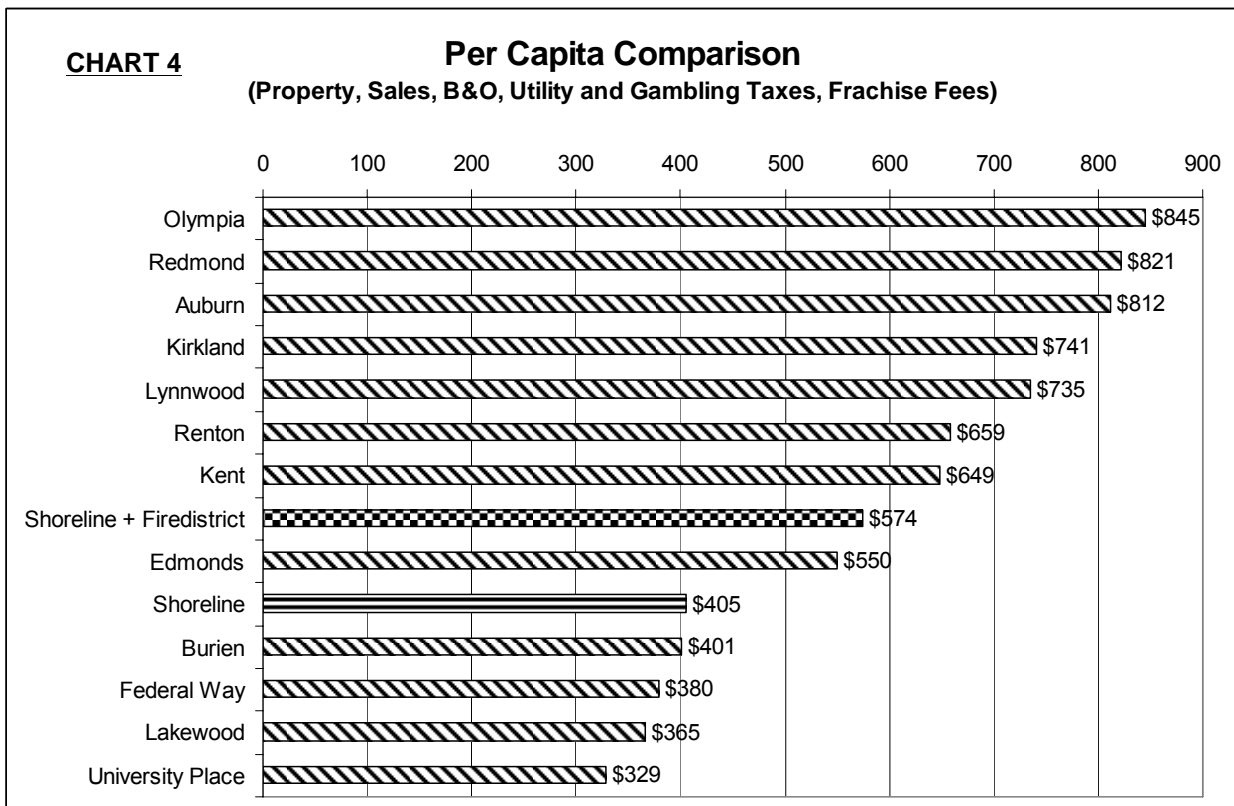 CHART 4
Per Capita Comparison
(Property, Sales, B&O, Utility and Gambling Taxes, Frachise Fees)
0 100 200 300 400 500 600 700 800 900
Olympia $845
Redmond $821
Auburn $812
Kirkland $741
Lynnwood $735
Renton $659
Kent $649
Shoreline + Firedistrict $574
Edmonds $550
Shoreline $405
Burien $401
Federal Way $380
Lakewood $365
University Place $329